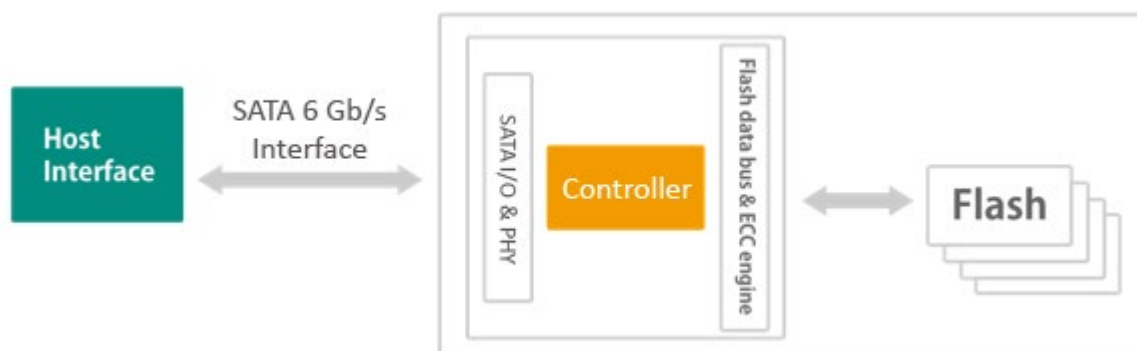 Host
Interface
SATA 6 Gb/s
Interface
SATA I/O & PHY
Controller
Flash data bus & ECC engine
Flash